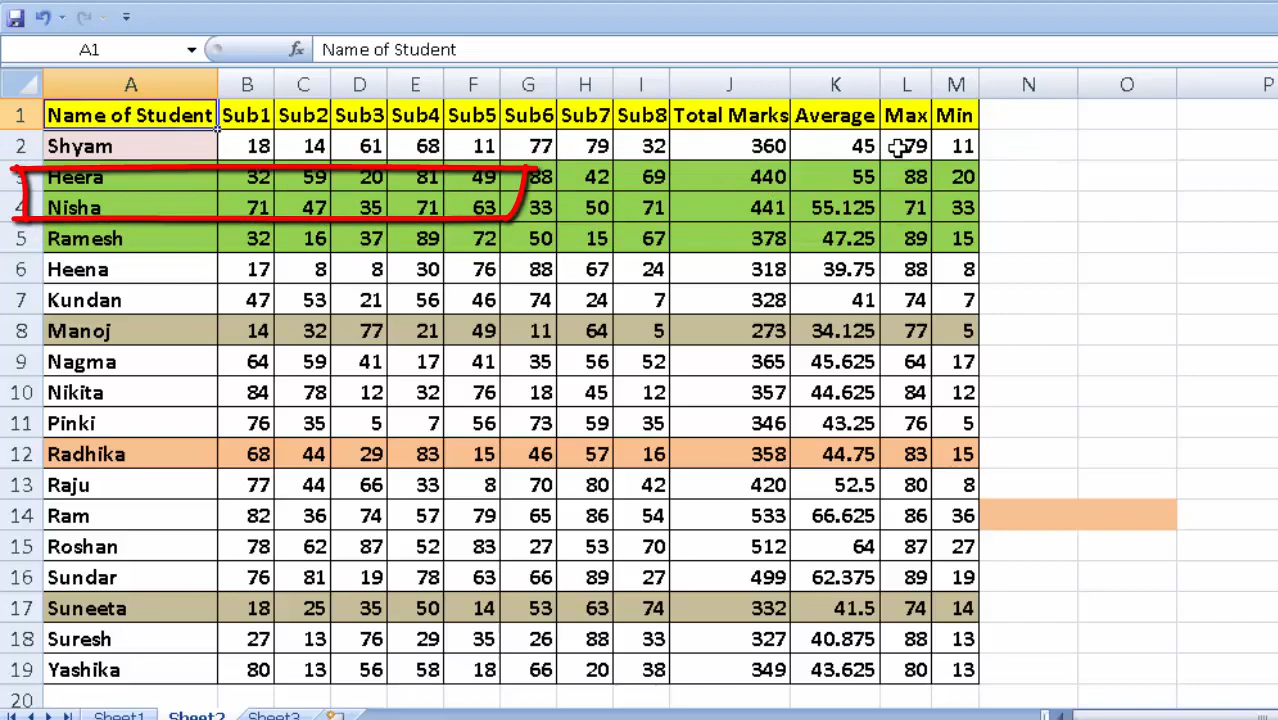 A1 fx Name of Student
A B C D E F G H I J K L M N O P
1 Name of Student Sub1 Sub2 Sub3 Sub4 Sub5 Sub6 Sub7 Sub8 Total Marks Average Max Min
2 Shyam 18 14 61 68 11 77 79 32 360 45 79 11
3 Heera 32 59 20 81 49 88 42 69 440 55 88 20
4 Nisha 71 47 35 71 63 33 50 71 441 55.125 71 33
5 Ramesh 32 16 37 89 72 50 15 67 378 47.25 89 15
6 Heena 17 8 8 30 76 88 67 24 318 39.75 88 8
7 Kundan 47 53 21 56 46 74 24 7 328 41 74 7
8 Manoj 14 32 77 21 49 11 64 5 273 34.125 77 5
9 Nagma 64 59 41 17 41 35 56 52 365 45.625 64 17
10 Nikita 84 78 12 32 76 18 45 12 357 44.625 84 12
11 Pinki 76 35 5 7 56 73 59 35 346 43.25 76 5
12 Radhika 68 44 29 83 15 46 57 16 358 44.75 83 15
13 Raju 77 44 66 33 8 70 80 42 420 52.5 80 8
14 Ram 82 36 74 57 79 65 86 54 533 66.625 86 36
15 Roshan 78 62 87 52 83 27 53 70 512 64 87 27
16 Sundar 76 81 19 78 63 66 89 27 499 62.375 89 19
17 Suneeta 18 25 35 50 14 53 63 74 332 41.5 74 14
18 Suresh 27 13 76 29 35 26 88 33 327 40.875 88 13
19 Yashika 80 13 56 58 18 66 20 38 349 43.625 80 13
20
Sheet1 Sheet2 Sheet3